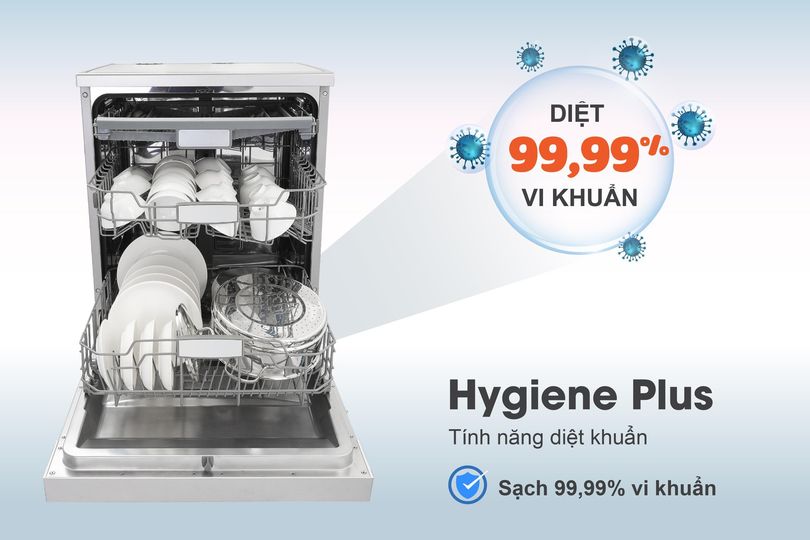 DIỆT
99,99%
VI KHUẨN
Hygiene Plus
Tính năng diệt khuẩn
Sạch 99,99% vi khuẩn